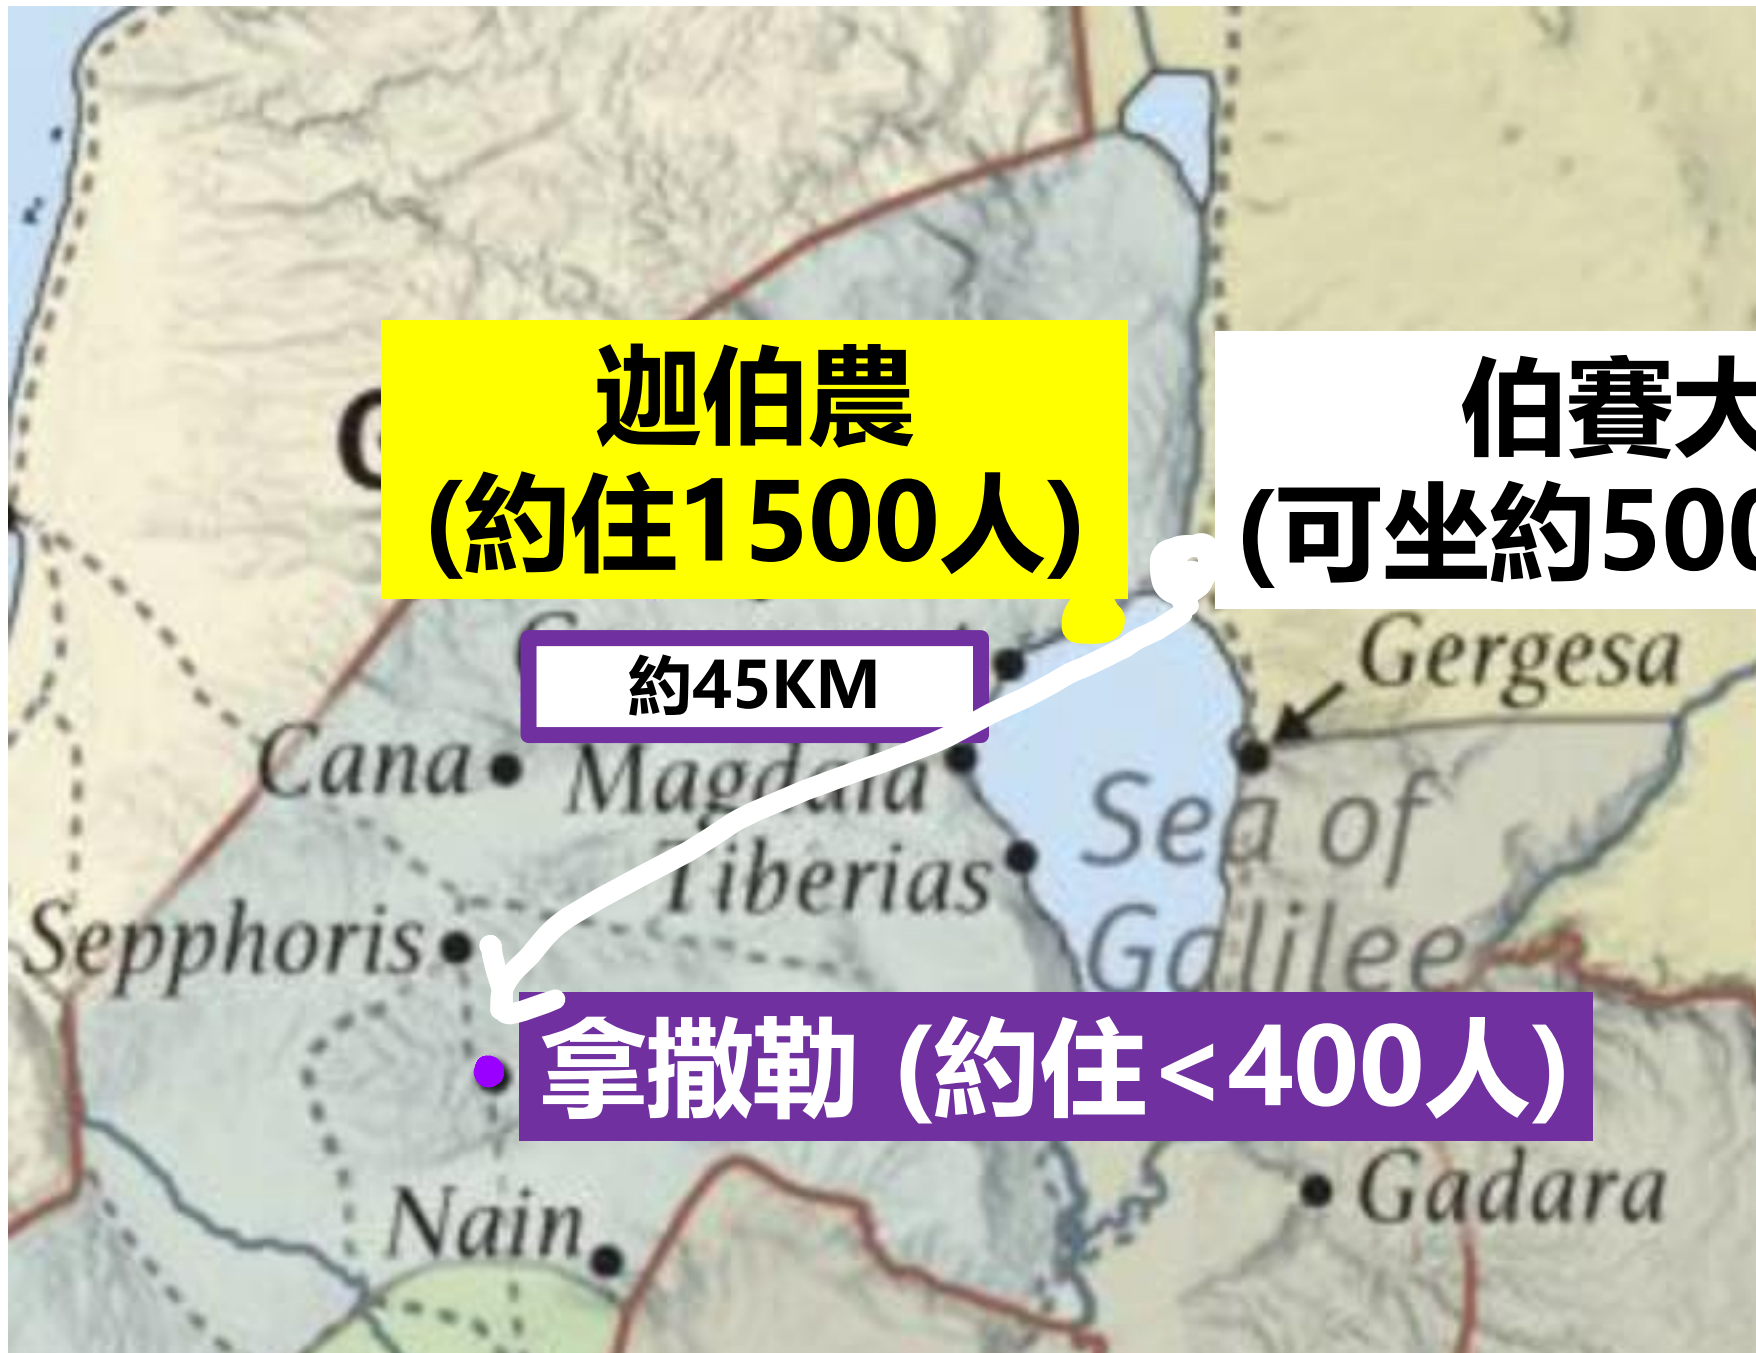 迦伯農
(約住1500人)
伯賽大
(可坐約500
Gergesa
約45KM
Cana
Magdala
Sea of
Galilee
Tiberias
Sepphoris
拿撒勒 (約住<400人)
Gadara
Nain